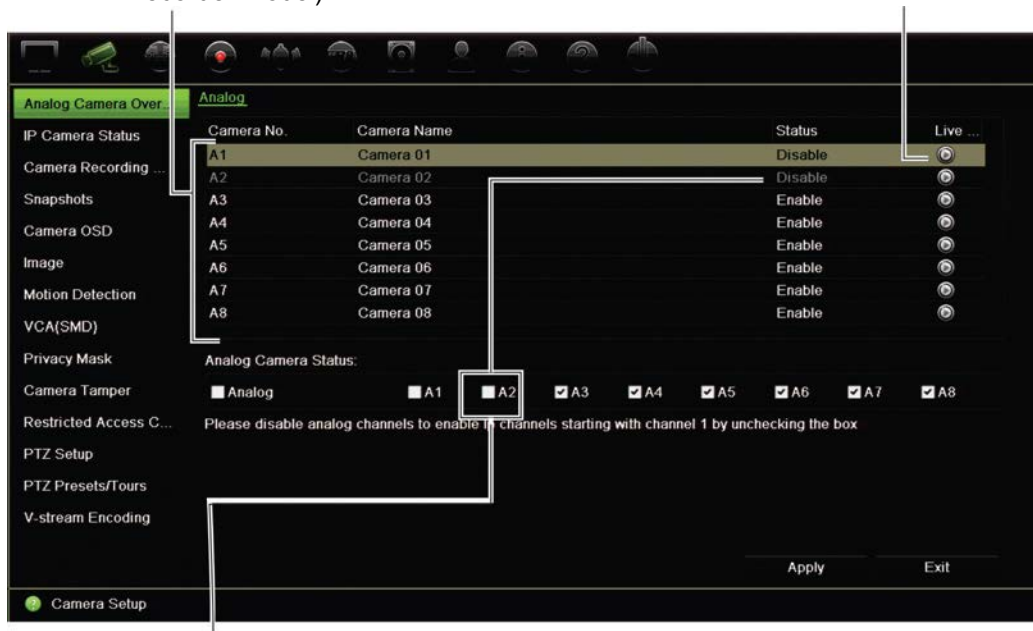 Analog Camera Over...
Analog
IP Camera Status
Camera Recording ...
Snapshots
Camera OSD
Image
Motion Detection
VCA(SMD)
Privacy Mask
Camera Tamper
Restricted Access C...
PTZ Setup
PTZ Presets/Tours
V-stream Encoding
Camera No. Camera Name Status Live ...
A1 Camera 01 Disable
A2 Camera 02 Disable
A3 Camera 03 Enable
A4 Camera 04 Enable
A5 Camera 05 Enable
A6 Camera 06 Enable
A7 Camera 07 Enable
A8 Camera 08 Enable
Analog Camera Status:
Analog A1 A2 A3 A4 A5 A6 A7 A8
Please disable analog channels to enable channels starting with channel 1 by unchecking the box
Apply Exit
Camera Setup